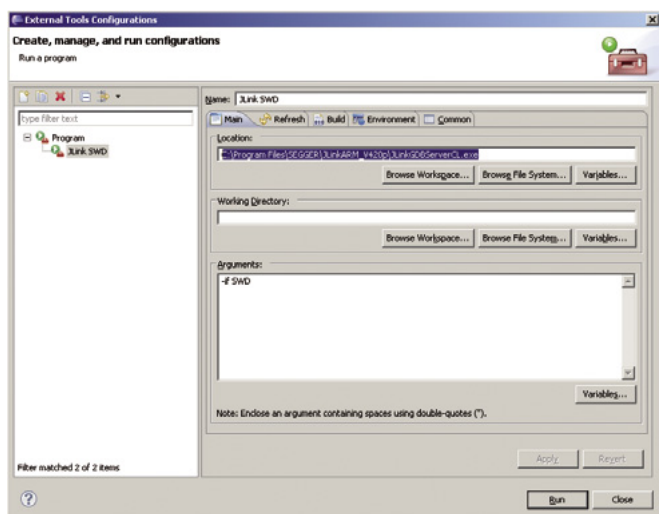 External Tools Configurations
Create, manage, and run configurations
Run a program
type filter text
Program
JLink SWD
Filter matched 2 of 2 items
Name: JLink SWD
Main Refresh Build Environment Common
Location:
C:\Program Files\SEGGER\JLinkARM_V420p\JLinkGDBServerCL.exe
Browse Workspace... Browse File System... Variables...
Working Directory:
Browse Workspace... Browse File System... Variables...
Arguments:
-if SWD
Variables...
Note: Enclose an argument containing spaces using double-quotes (").
Apply Revert
Run Close